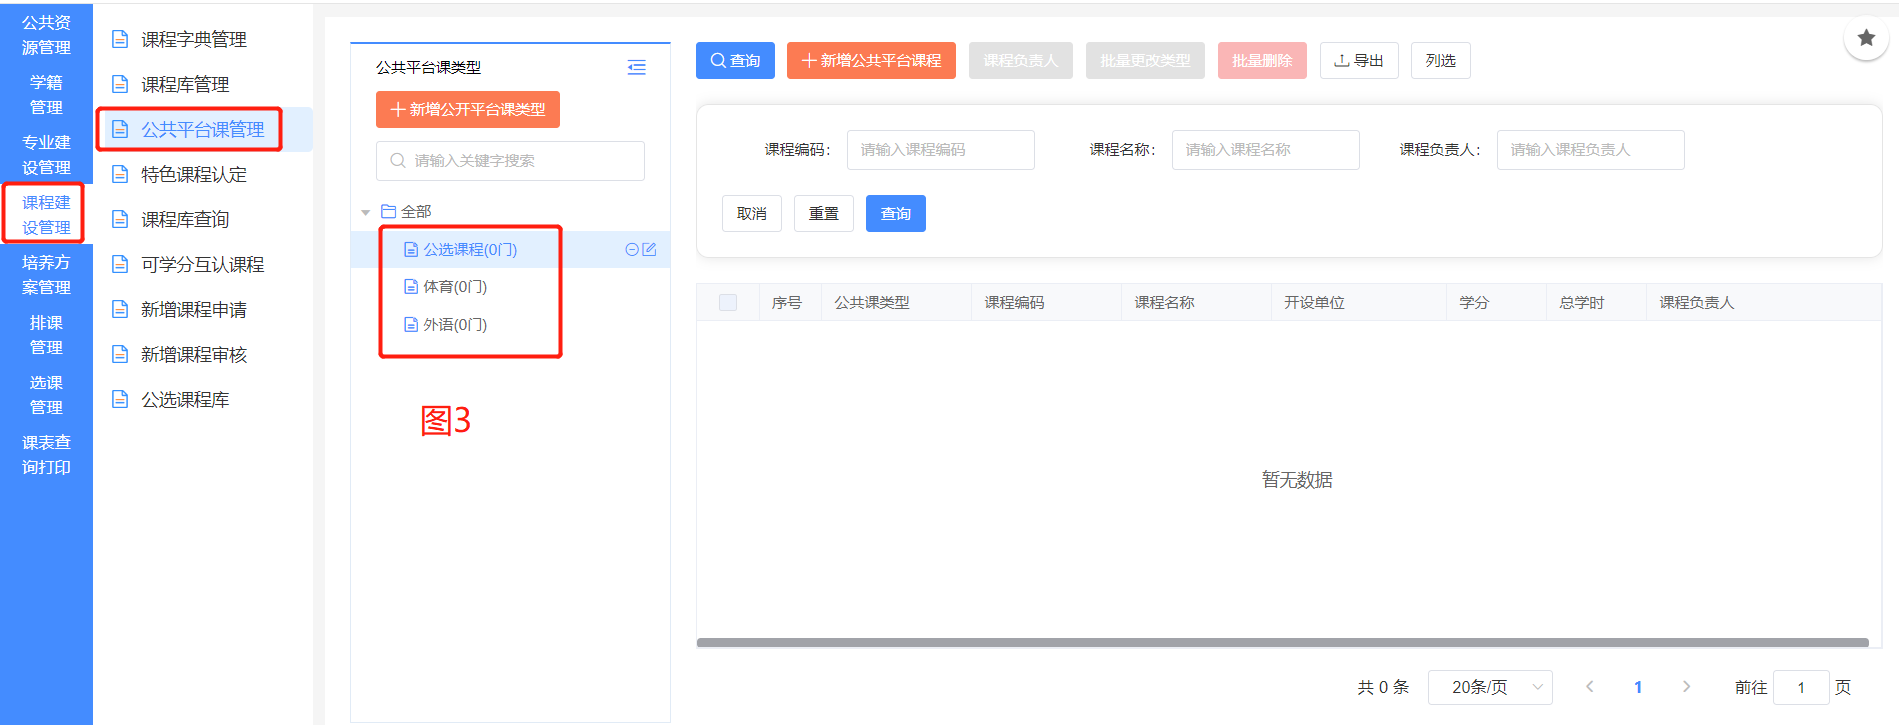 公共资
源管理
学籍
管理
专业建
设管理
课程建
设管理
培养方
案管理
排课
管理
选课
管理
课表查
询打印
课程字典管理
课程库管理
公共平台课管理
特色课程认定
课程库查询
可学分互认课程
新增课程申请
新增课程审核
公选课程库
公共平台课类型
新增公开平台课类型
请输入关键字搜索
全部
公选课程(0门)
体育(0门)
外语(0门)
图3
查询 新增公共平台课程 课程负责人 批量更改类型 批量删除 导出 列选
课程编码： 请输入课程编码 课程名称： 请输入课程名称 课程负责人： 请输入课程负责人
取消 重置 查询
序号 公共课类型 课程编码 课程名称 开设单位 学分 总学时 课程负责人
暂无数据
共 0 条 20条/页 1 前往 1 页